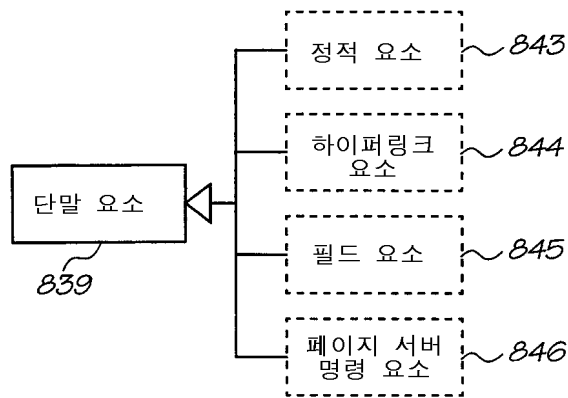 정적 요소
843
하이퍼링크
요소
844
단말 요소
839
필드 요소
845
페이지 서버
명령 요소
846